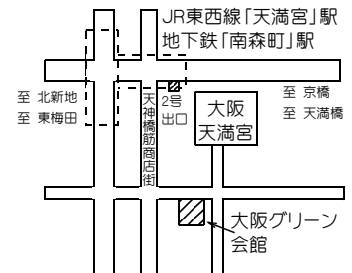 JR東西線「天満宮」駅
地下鉄「南森町」駅
至 北新地
至 東梅田
天神橋筋商店街
2号
出口
大阪
天満宮
至 京橋
至 天満橋
大阪グリーン
会館